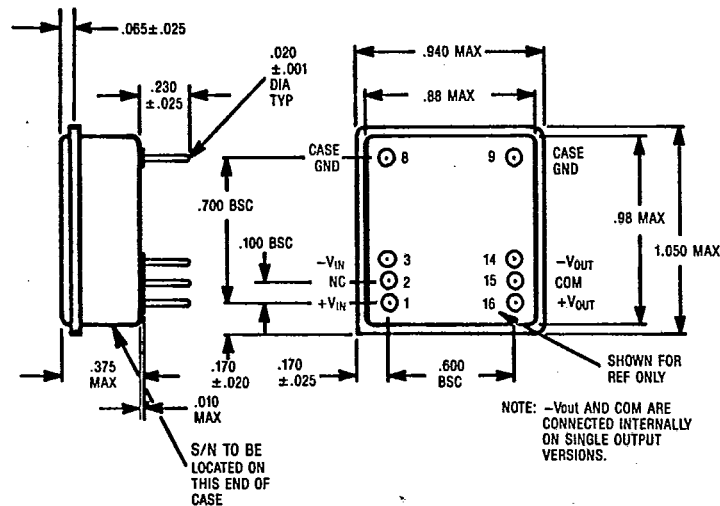 .065±.025
.020
±.001
DIA
TYP
.230
±.025
.940 MAX
.88 MAX
CASE
GND
8
9
CASE
GND
.700 BSC
.98 MAX
1.050 MAX
.100 BSC
–VIN
3
14
–VOUT
NC
2
15
COM
+VIN
1
16
+VOUT
.375
MAX
.170
±.020
.170
±.025
.600
BSC
SHOWN FOR
REF ONLY
.010
MAX
NOTE: –Vout AND COM ARE
CONNECTED INTERNALLY
ON SINGLE OUTPUT
VERSIONS.
S/N TO BE
LOCATED ON
THIS END OF
CASE